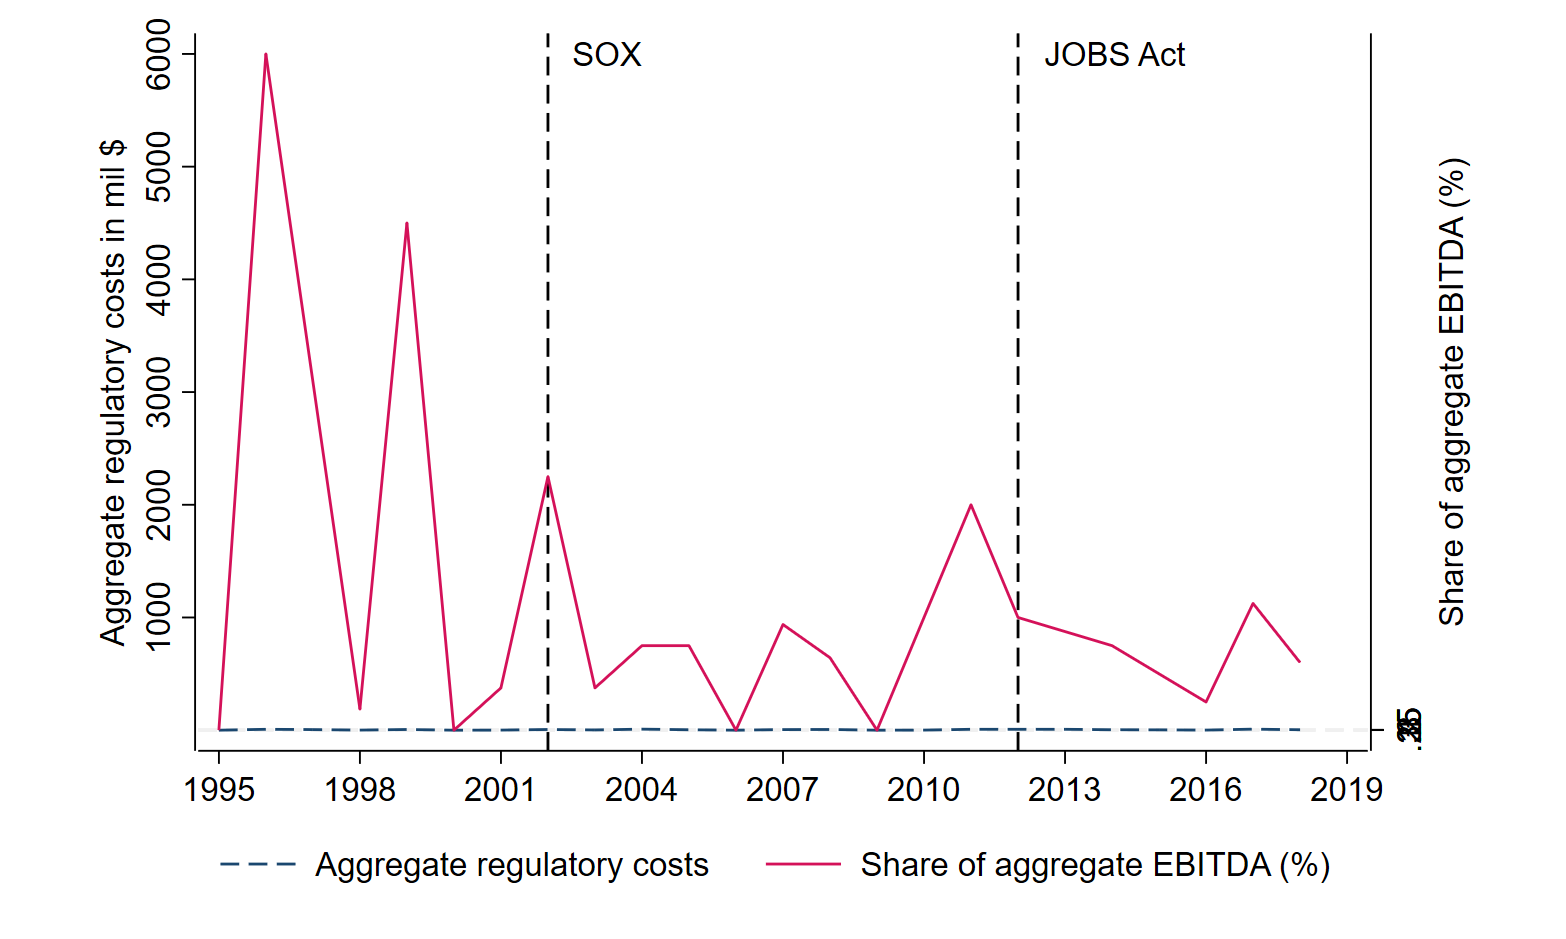 SOX
JOBS Act
Aggregate regulatory costs in mil $
6000
5000
4000
3000
2000
1000
Share of aggregate EBITDA (%)
1995 1998 2001 2004 2007 2010 2013 2016 2019
Aggregate regulatory costs Share of aggregate EBITDA (%)